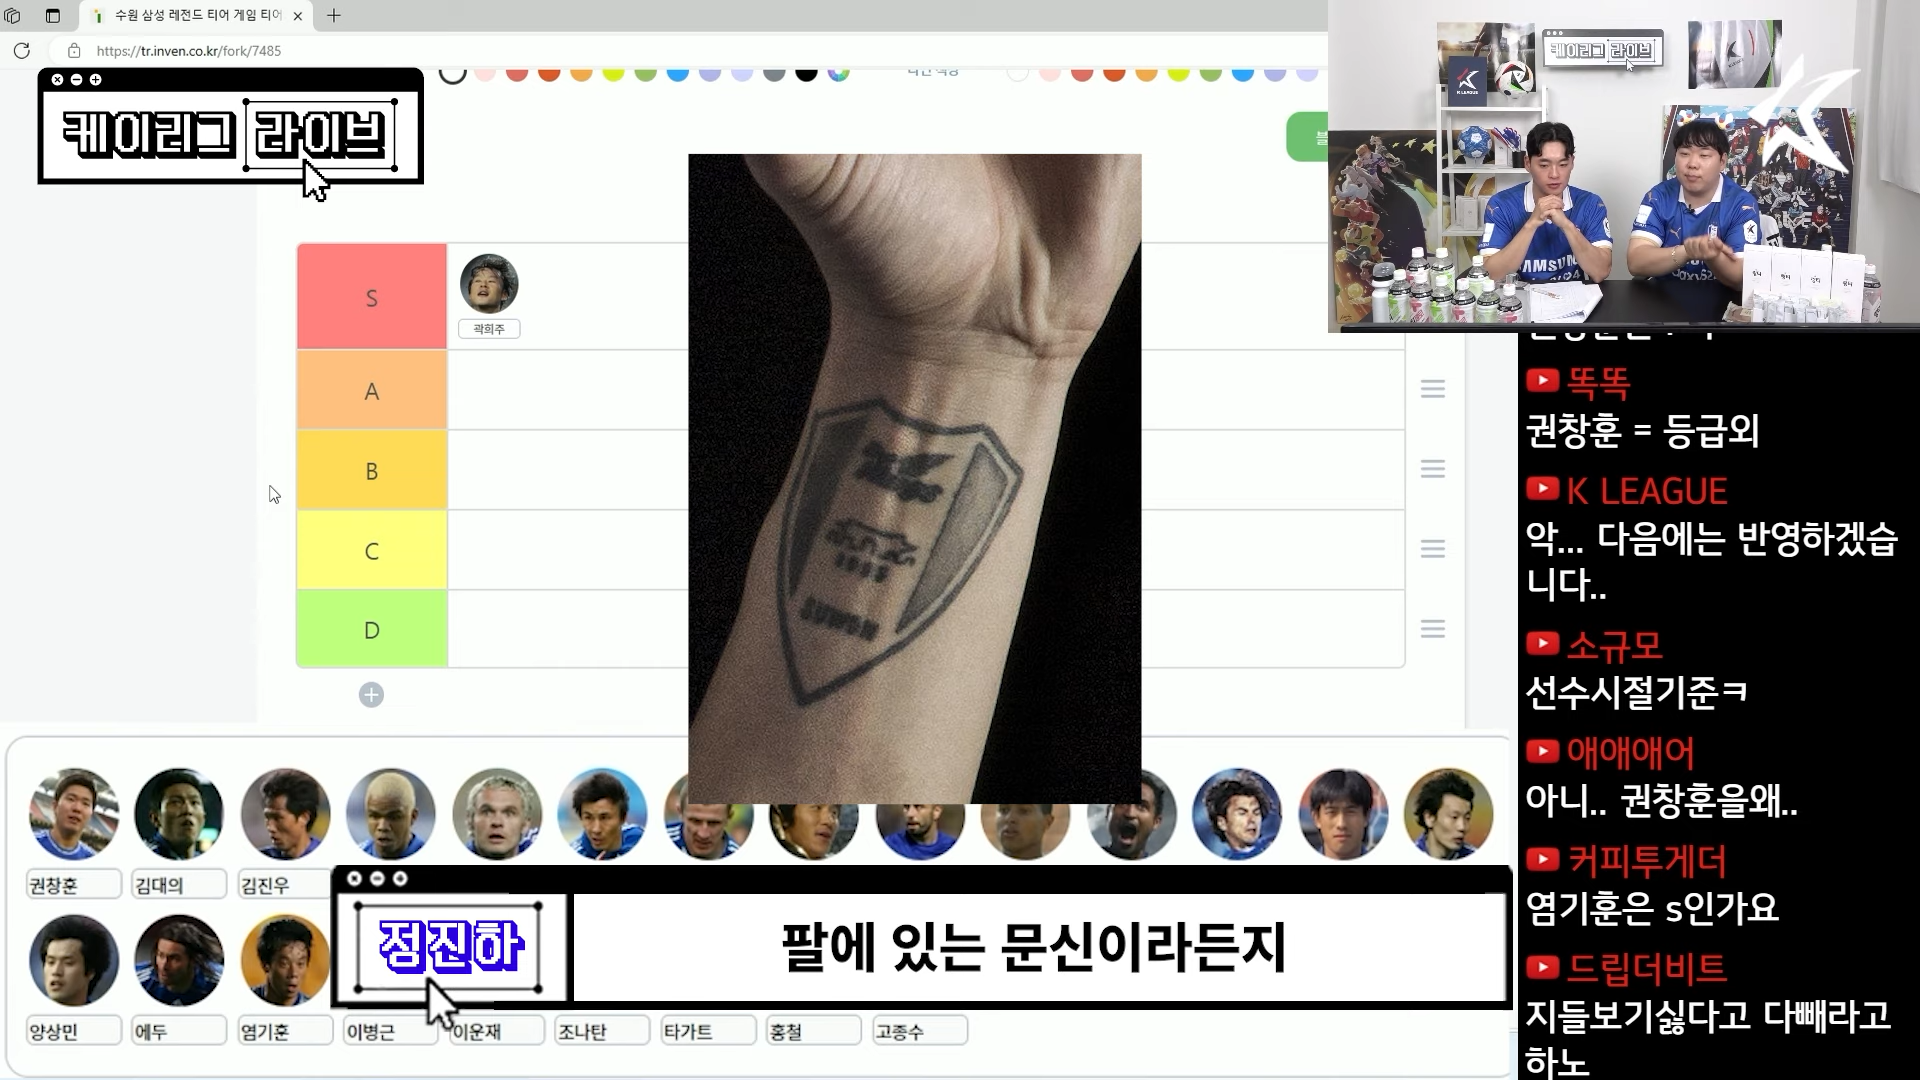 수원 삼성 레전드 티어 게임 티어
https://tr.inven.co.kr/fork/7485
케이리그 라이브
케이리그 라이브
K LEAGUE
SAMSUNG
S
곽희주
A
B
C
D
권창훈
김대의
김진우
양상민
에두
염기훈
이병근
이운재
조나탄
타가트
홍철
고종수
정진하
팔에 있는 문신이라든지
똑똑
권창훈 = 등급외
K LEAGUE
악... 다음에는 반영하겠습
니다..
소규모
선수시절기준ㅋ
애애애어
아니.. 권창훈을왜..
커피투게더
염기훈은 s인가요
드립더비트
지들보기싫다고 다빼라고
하노